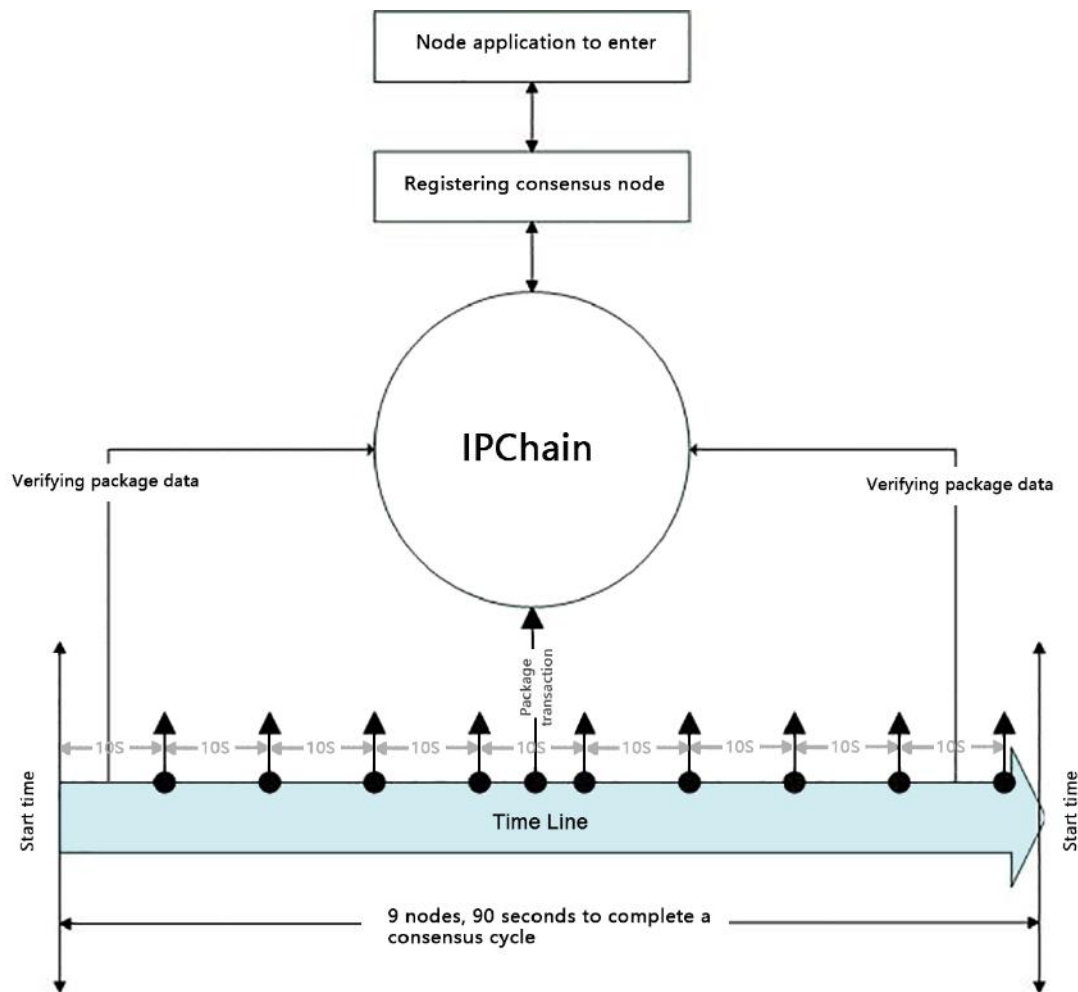 Node application to enter
Registering consensus node
IPChain
Verifying package data
Verifying package data
Package
transaction
10S
10S
10S
10S
10S
10S
10S
10S
10S
Start time
Time Line
Start time
9 nodes, 90 seconds to complete a
consensus cycle